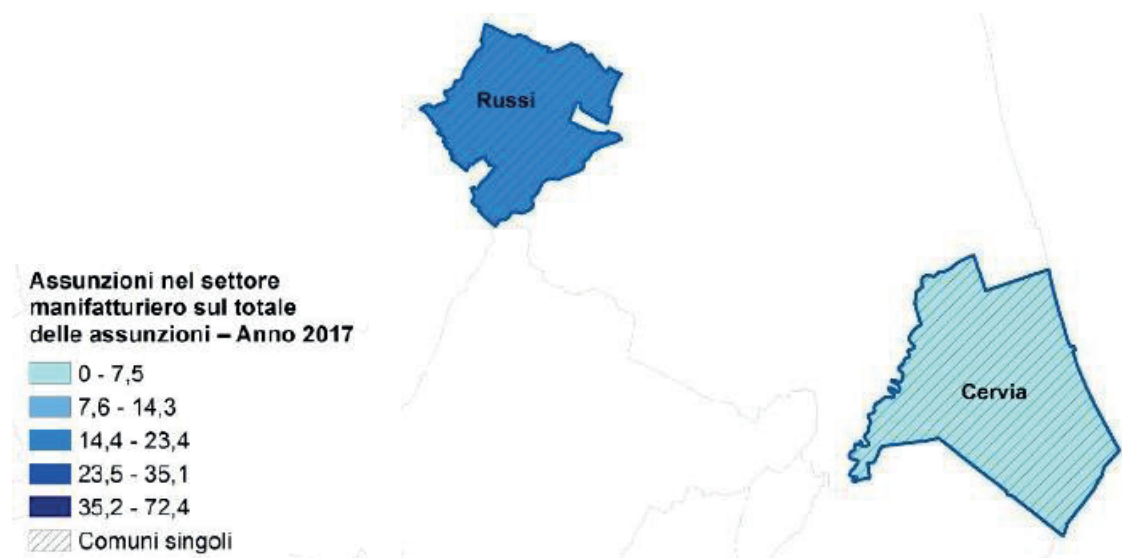 Russi
Cervia
Assunzioni nel settore
manifatturiero sul totale
delle assunzioni – Anno 2017
0 - 7,5
7,6 - 14,3
14,4 - 23,4
23,5 - 35,1
35,2 - 72,4
Comuni singoli